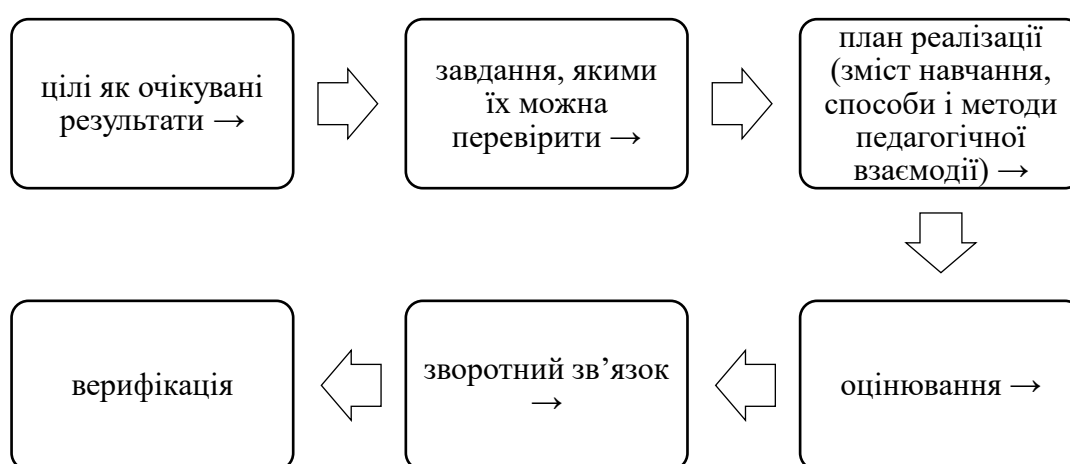 цілі як очікувані
результати →
завдання, якими
їх можна
перевірити →
план реалізації
(зміст навчання,
способи і методи
педагогічної
взаємодії) →
оцінювання →
зворотний зв’язок
→
верифікація